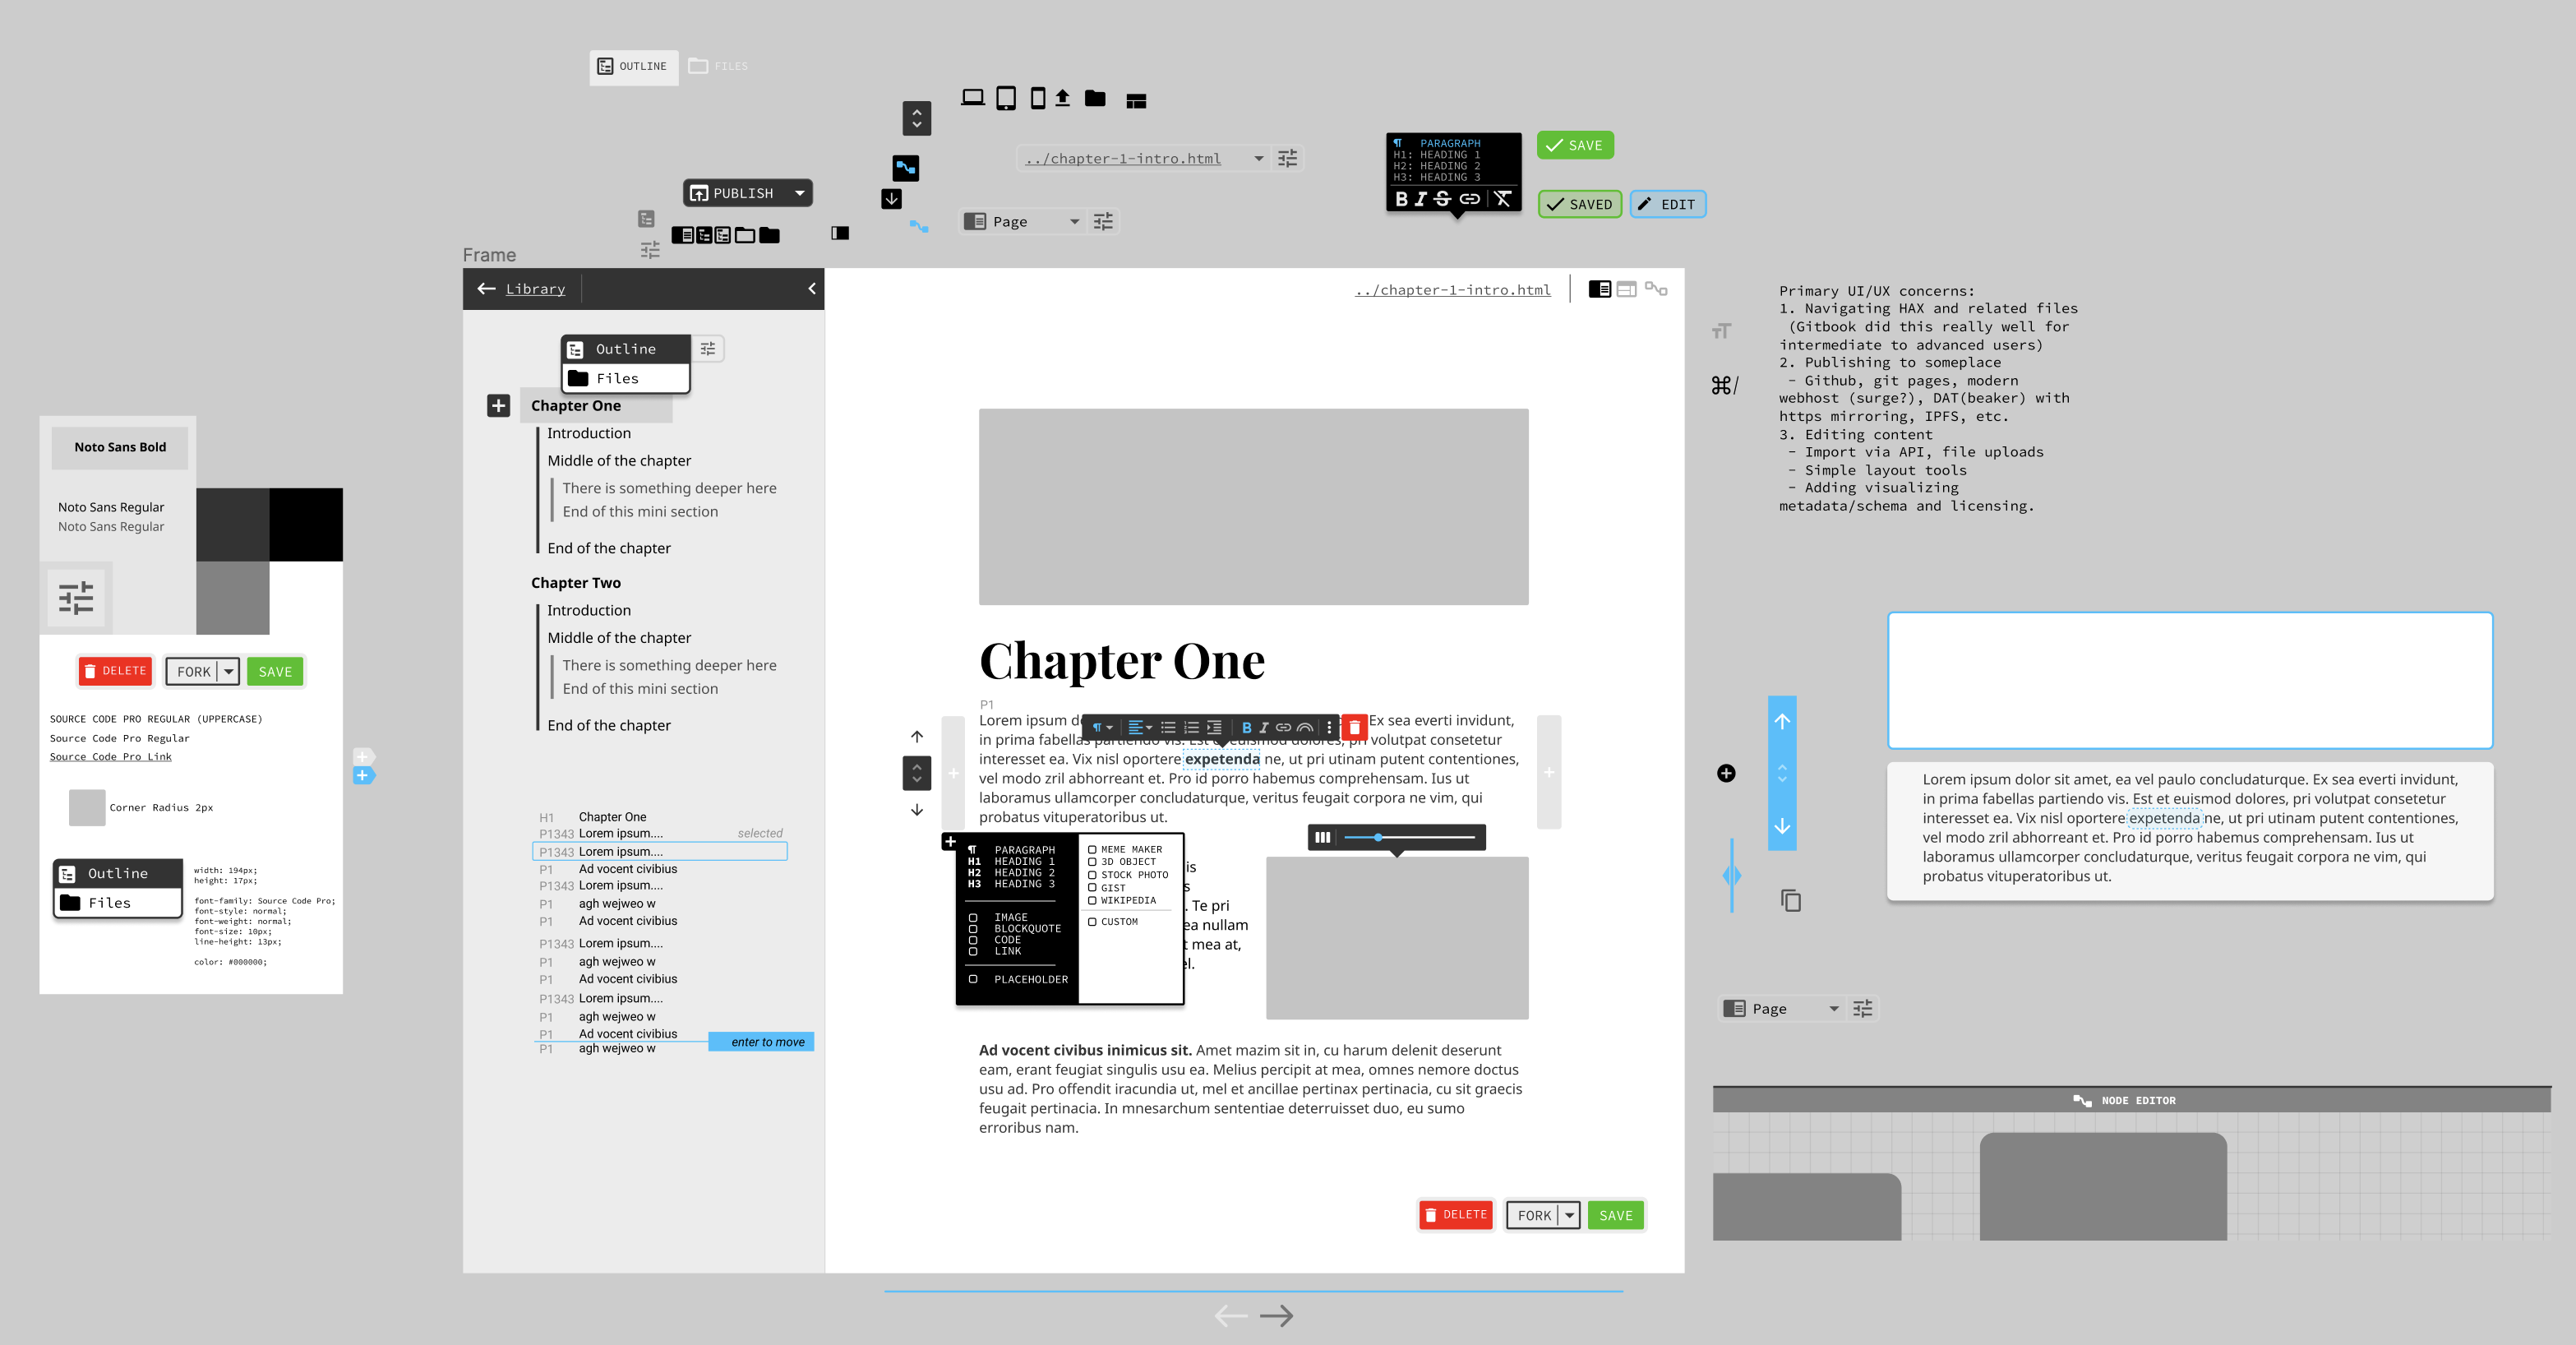 OUTLINE
FILES
../chapter-1-intro.html
¶ PARAGRAPH
H1: HEADING 1
H2: HEADING 2
H3: HEADING 3
B I S
SAVE
SAVED
EDIT
PUBLISH
Page
Frame
Library
../chapter-1-intro.html
Outline
Files
Chapter One
Introduction
Middle of the chapter
There is something deeper here
End of this mini section
End of the chapter
Chapter Two
Introduction
Middle of the chapter
There is something deeper here
End of this mini section
End of the chapter
H1 Chapter One
P1343 Lorem ipsum.... selected
P1343 Lorem ipsum....
P1 Ad vocent civibius
P1343 Lorem ipsum....
P1 agh wejweo w
P1 Ad vocent civibius
P1343 Lorem ipsum....
P1 agh wejweo w
P1 Ad vocent civibius
P1343 Lorem ipsum....
P1 agh wejweo w
P1 Ad vocent civibius
enter to move
P1 agh wejweo w
Noto Sans Bold
Noto Sans Regular
Noto Sans Regular
DELETE
FORK
SAVE
SOURCE CODE PRO REGULAR (UPPERCASE)
Source Code Pro Regular
Source Code Pro Link
Corner Radius 2px
Outline
Files
width: 194px;
height: 17px;
font-family: Source Code Pro;
font-style: normal;
font-weight: normal;
font-size: 10px;
line-height: 13px;
color: #000000;
Chapter One
P1
¶ B I
Lorem ipsum Ex sea everti invidunt,
in prima fabellas partiendo vis. Est et euismod dolores, pri volutpat consetetur
interesset ea. Vix nisl oportere expetenda ne, ut pri utinam putent contentiones,
vel modo zril abhorreant et. Pro id porro habemus comprehensam. Ius ut
laboramus ullamcorper concludaturque, veritus feugait corpora ne vim, qui
probatus vituperatoribus ut.
¶ PARAGRAPH
H1 HEADING 1
H2 HEADING 2
H3 HEADING 3
IMAGE
BLOCKQUOTE
CODE
LINK
PLACEHOLDER
MEME MAKER
3D OBJECT
STOCK PHOTO
GIST
WIKIPEDIA
CUSTOM
is
. Te pri
ea nullam
t mea at,
el.
Ad vocent civibus inimicus sit. Amet mazim sit in, cu harum delenit deserunt
eam, erant feugiat singulis usu ea. Melius percipit at mea, omnes nemore doctus
usu ad. Pro offendit iracundia ut, mel et ancillae pertinax pertinacia, cu sit graecis
feugait pertinacia. In mnesarchum sententiae deterruisset duo, eu sumo
erroribus nam.
DELETE
FORK
SAVE
Primary UI/UX concerns:
1. Navigating HAX and related files
(Gitbook did this really well for
intermediate to advanced users)
2. Publishing to someplace
- Github, git pages, modern
webhost (surge?), DAT(beaker) with
https mirroring, IPFS, etc.
3. Editing content
- Import via API, file uploads
- Simple layout tools
- Adding visualizing
metadata/schema and licensing.
TT
⌘/
Lorem ipsum dolor sit amet, ea vel paulo concludaturque. Ex sea everti invidunt,
in prima fabellas partiendo vis. Est et euismod dolores, pri volutpat consetetur
interesset ea. Vix nisl oportere expetenda ne, ut pri utinam putent contentiones,
vel modo zril abhorreant et. Pro id porro habemus comprehensam. Ius ut
laboramus ullamcorper concludaturque, veritus feugait corpora ne vim, qui
probatus vituperatoribus ut.
Page
NODE EDITOR